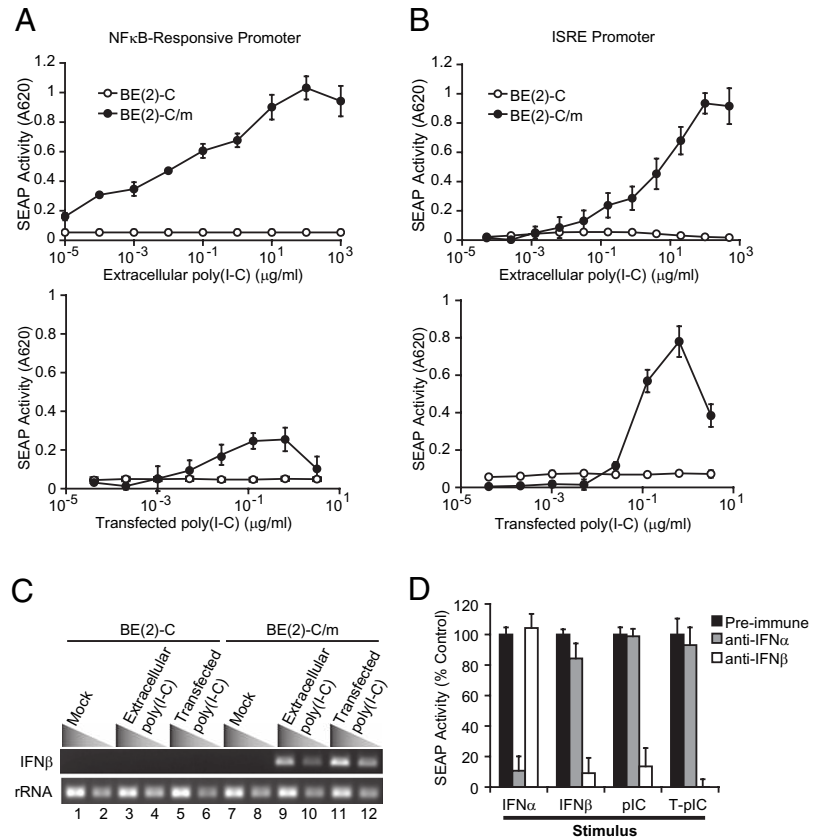 A
NFκB-Responsive Promoter
SEAP Activity (A620)
1.2
1
0.8
0.6
0.4
0.2
0
BE(2)-C
BE(2)-C/m
10⁻⁵ 10⁻³ 10⁻¹ 10¹ 10³
Extracellular poly(I-C) (μg/ml)
SEAP Activity (A620)
1
0.8
0.6
0.4
0.2
0
10⁻⁵ 10⁻³ 10⁻¹ 10¹
Transfected poly(I-C) (μg/ml)
B
ISRE Promoter
SEAP Activity (A620)
1.2
1
0.8
0.6
0.4
0.2
0
BE(2)-C
BE(2)-C/m
10⁻⁵ 10⁻³ 10⁻¹ 10¹ 10³
Extracellular poly(I-C) (μg/ml)
SEAP Activity (A620)
1
0.8
0.6
0.4
0.2
0
10⁻⁵ 10⁻³ 10⁻¹ 10¹
Transfected poly(I-C) (μg/ml)
C
BE(2)-C BE(2)-C/m
Mock
Extracellular
poly(I-C)
Transfected
poly(I-C)
Mock
Extracellular
poly(I-C)
Transfected
poly(I-C)
IFNβ
rRNA
1 2 3 4 5 6 7 8 9 10 11 12
D
SEAP Activity (% Control)
120
100
80
60
40
20
0
Pre-immune
anti-IFNα
anti-IFNβ
IFNα IFNβ pIC T-pIC
Stimulus